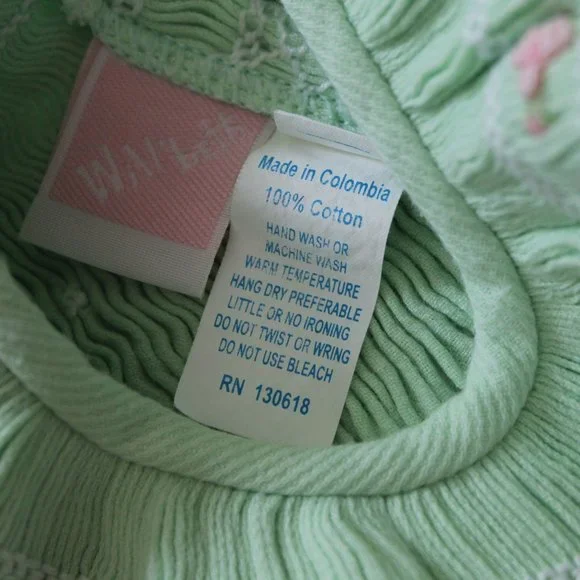 Made in Colombia
100% Cotton
HAND WASH OR
MACHINE WASH
WARM TEMPERATURE
HANG DRY PREFERABLE
LITTLE OR NO IRONING
DO NOT TWIST OR WRING
DO NOT USE BLEACH
RN 130618